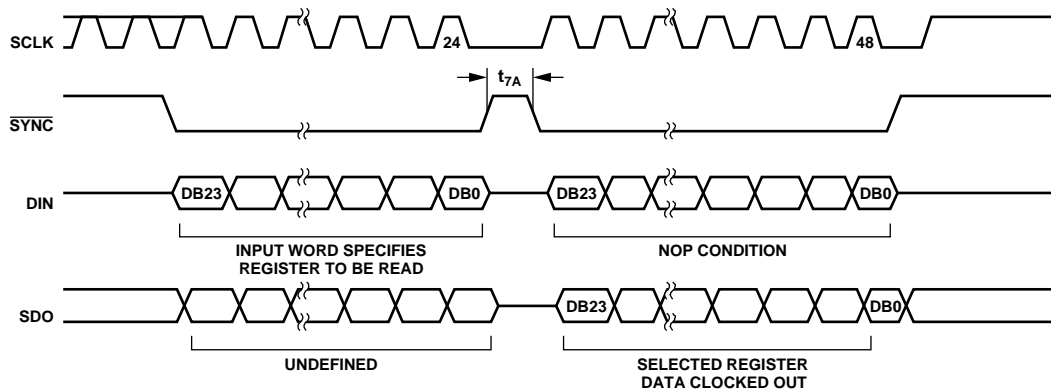 SCLK
24
48
t7A
SYNC
DIN
DB23
DB0
DB23
DB0
INPUT WORD SPECIFIES
REGISTER TO BE READ
NOP CONDITION
SDO
DB23
DB0
UNDEFINED
SELECTED REGISTER
DATA CLOCKED OUT